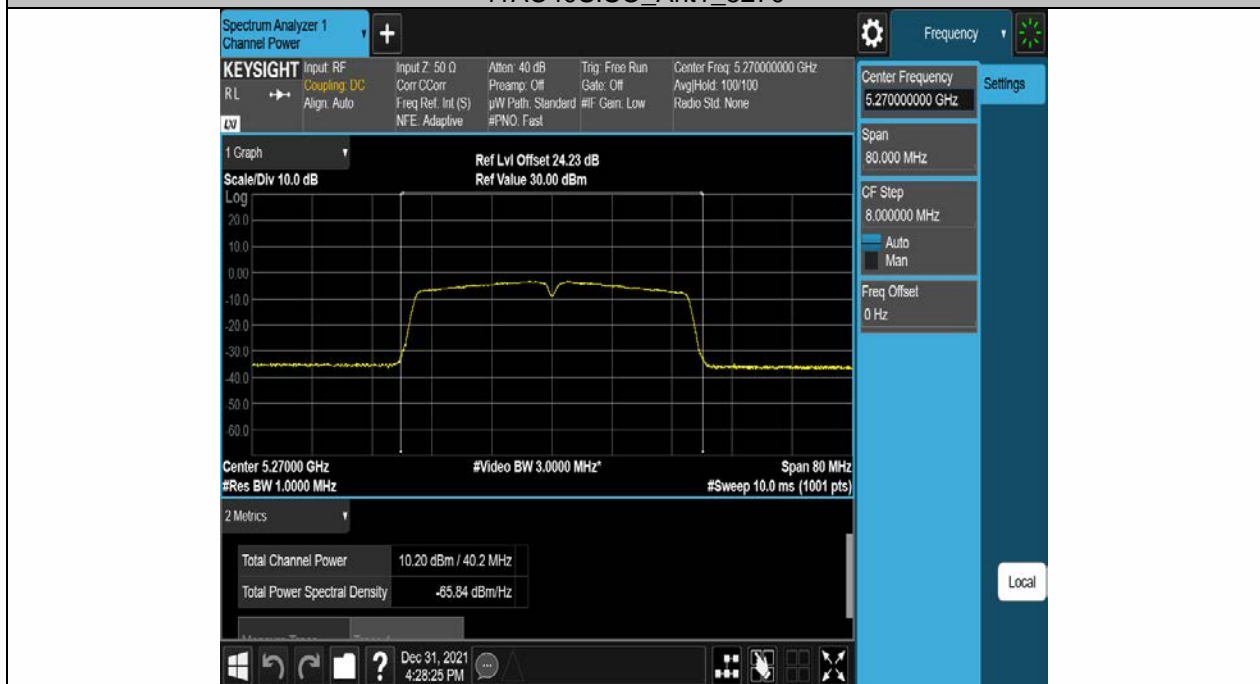 Spectrum Analyzer 1
Channel Power
Frequency
KEYSIGHT
RL
LXI
Input: RF
Coupling: DC
Align: Auto
Input Z: 50 Ω
Corr CCorr
Freq Ref: Int (S)
NFE: Adaptive
Atten: 40 dB
Preamp: Off
µW Path: Standard
#PNO: Fast
Trig: Free Run
Gate: Off
#IF Gain: Low
Center Freq: 5.270000000 GHz
Avg|Hold: 100/100
Radio Std: None
Center Frequency
5.270000000 GHz
Settings
Span
80.000 MHz
CF Step
8.000000 MHz
Auto
Man
Freq Offset
0 Hz
Local
1 Graph
Scale/Div 10.0 dB
Ref Lvl Offset 24.23 dB
Ref Value 30.00 dBm
Log
20.0
10.0
0.00
-10.0
-20.0
-30.0
-40.0
-50.0
-60.0
Center 5.27000 GHz
#Video BW 3.0000 MHz*
Span 80 MHz
#Res BW 1.0000 MHz
#Sweep 10.0 ms (1001 pts)
2 Metrics
Total Channel Power 10.20 dBm / 40.2 MHz
Total Power Spectral Density -65.84 dBm/Hz
Dec 31, 2021
4:28:25 PM